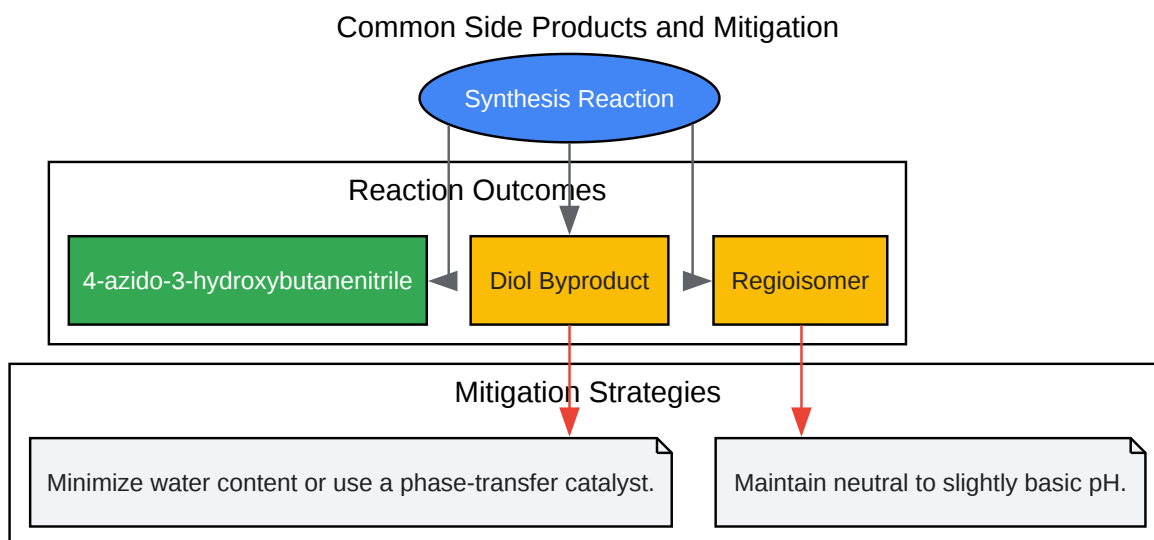 Common Side Products and Mitigation
Synthesis Reaction
Reaction Outcomes
4-azido-3-hydroxybutanenitrile
Diol Byproduct
Regioisomer
Mitigation Strategies
Minimize water content or use a phase-transfer catalyst.
Maintain neutral to slightly basic pH.